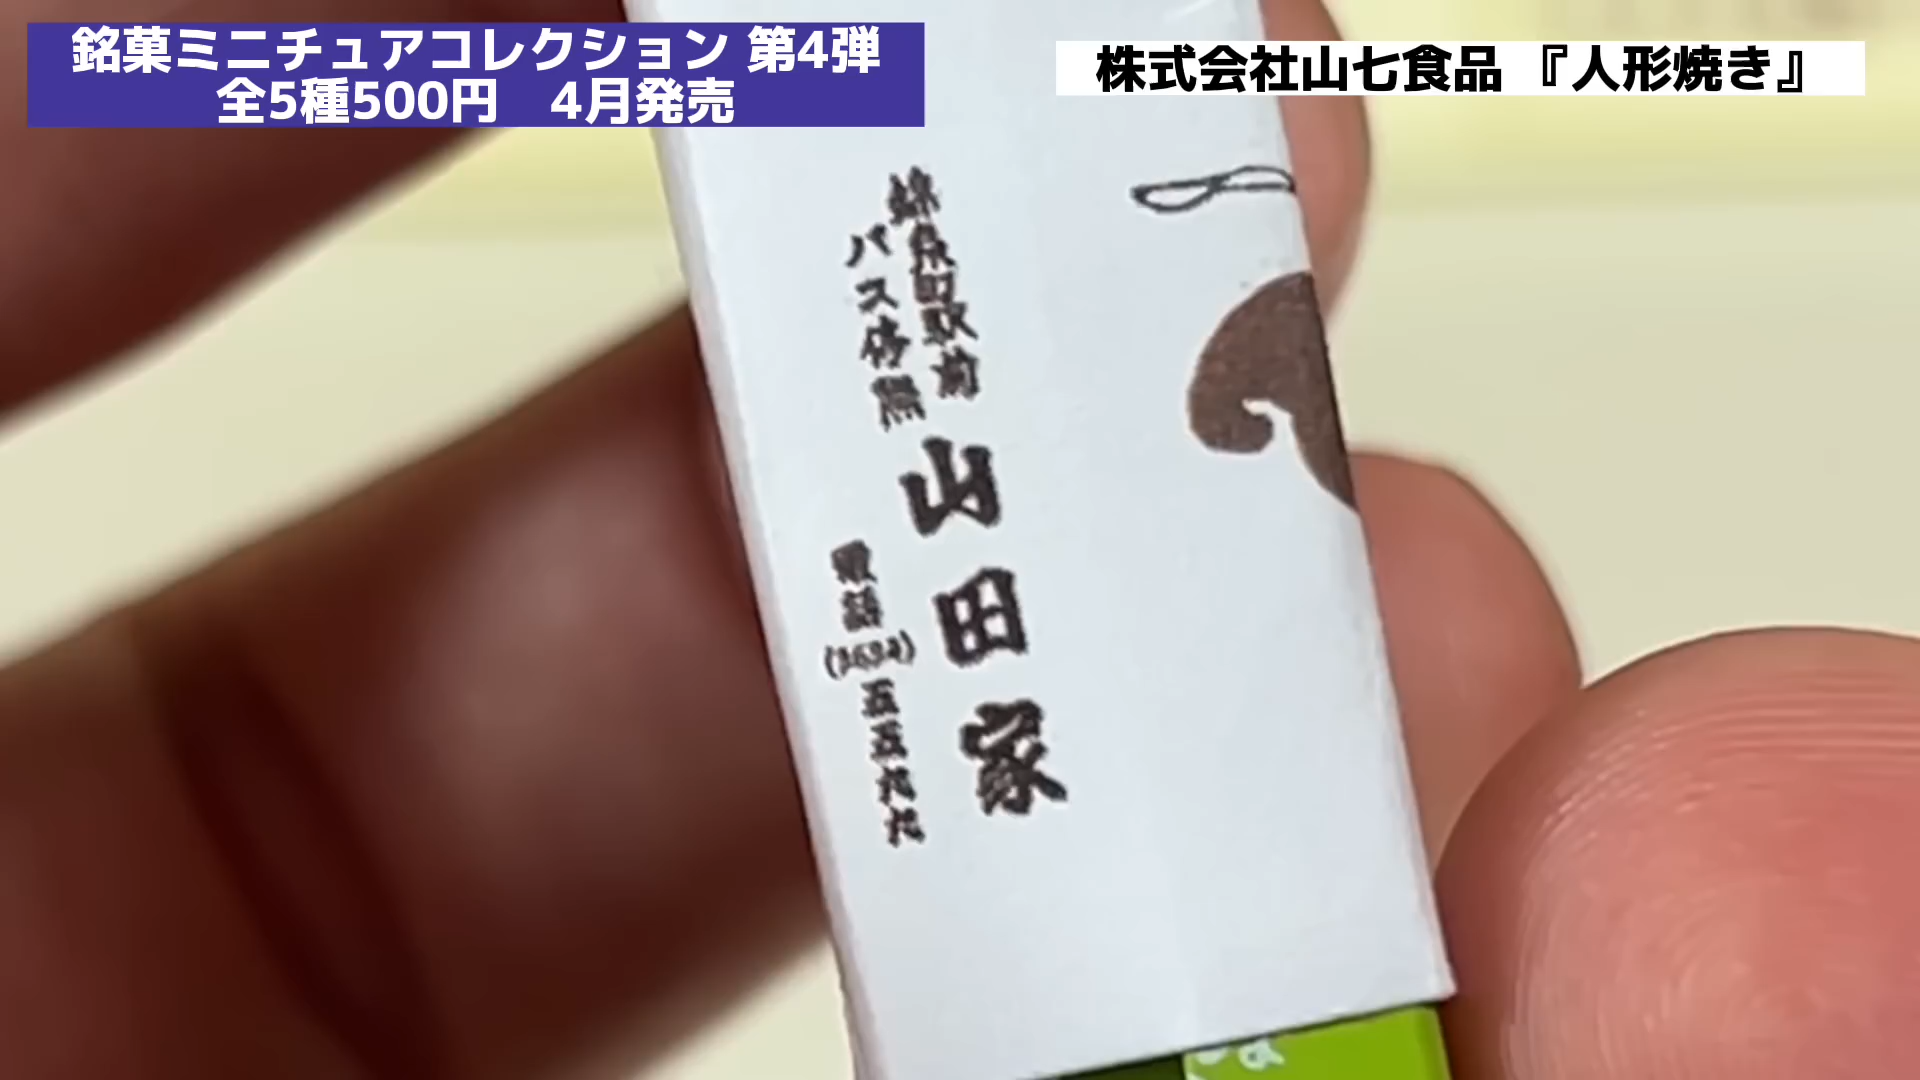 銘菓ミニチュアコレクション 第4弾
全5種500円　4月発売
株式会社山七食品 『人形焼き』
錦糸町駅前
バス停際
山田家
電話(3634)五五九九